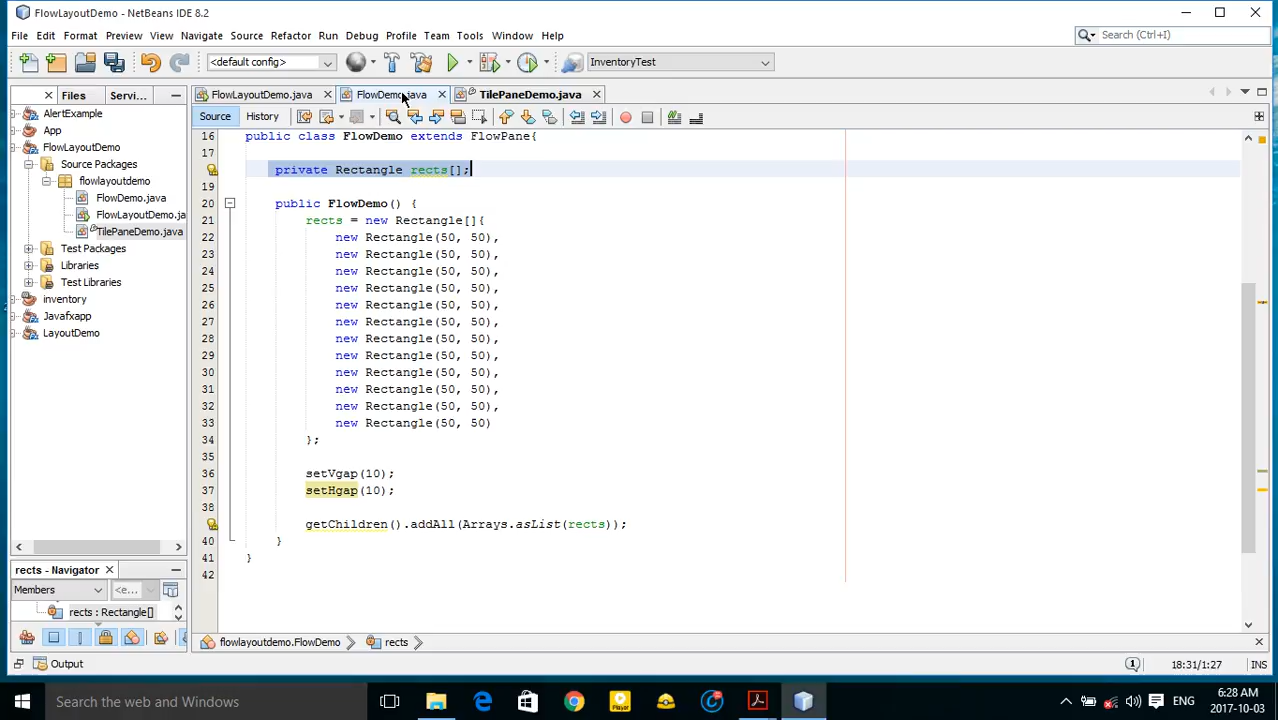 FlowLayoutDemo - NetBeans IDE 8.2
File Edit Format Preview View Navigate Source Refactor Run Debug Profile Team Tools Window Help
Search (Ctrl+I)
<default config>
InventoryTest
Files Servi...
FlowLayoutDemo.java FlowDemo.java TilePaneDemo.java
Source History
AlertExample
App
FlowLayoutDemo
Source Packages
flowlayoutdemo
FlowDemo.java
FlowLayoutDemo.ja
TilePaneDemo.java
Test Packages
Libraries
Test Libraries
inventory
Javafxapp
LayoutDemo
16 public class FlowDemo extends FlowPane{
17
private Rectangle rects[];
19
20 public FlowDemo() {
21 rects = new Rectangle[]{
22 new Rectangle(50, 50),
23 new Rectangle(50, 50),
24 new Rectangle(50, 50),
25 new Rectangle(50, 50),
26 new Rectangle(50, 50),
27 new Rectangle(50, 50),
28 new Rectangle(50, 50),
29 new Rectangle(50, 50),
30 new Rectangle(50, 50),
31 new Rectangle(50, 50),
32 new Rectangle(50, 50),
33 new Rectangle(50, 50)
34 };
35
36 setVgap(10);
37 setHgap(10);
38
getChildren().addAll(Arrays.asList(rects));
40 }
41 }
42
rects - Navigator
Members <e...
rects : Rectangle[]
flowlayoutdemo.FlowDemo rects
Output
1 18:31/1:27 INS
Search the web and Windows
Player
ENG
6:28 AM
2017-10-03